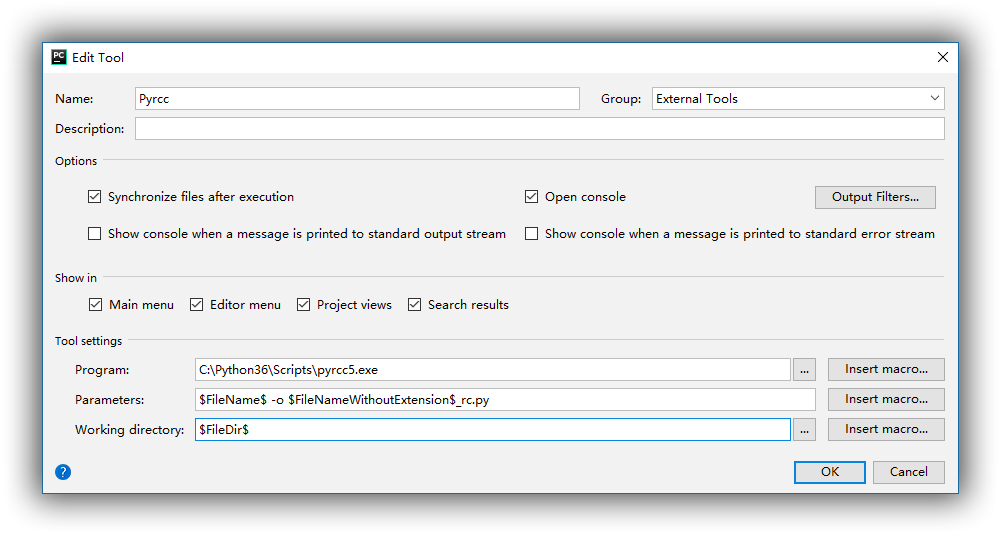 PC Edit Tool
Name: Pyrcc Group: External Tools
Description:
Options
Synchronize files after execution Open console Output Filters...
Show console when a message is printed to standard output stream Show console when a message is printed to standard error stream
Show in
Main menu Editor menu Project views Search results
Tool settings
Program: C:\Python36\Scripts\pyrcc5.exe ... Insert macro...
Parameters: $FileName$ -o $FileNameWithoutExtension$_rc.py Insert macro...
Working directory: $FileDir$ ... Insert macro...
? OK Cancel